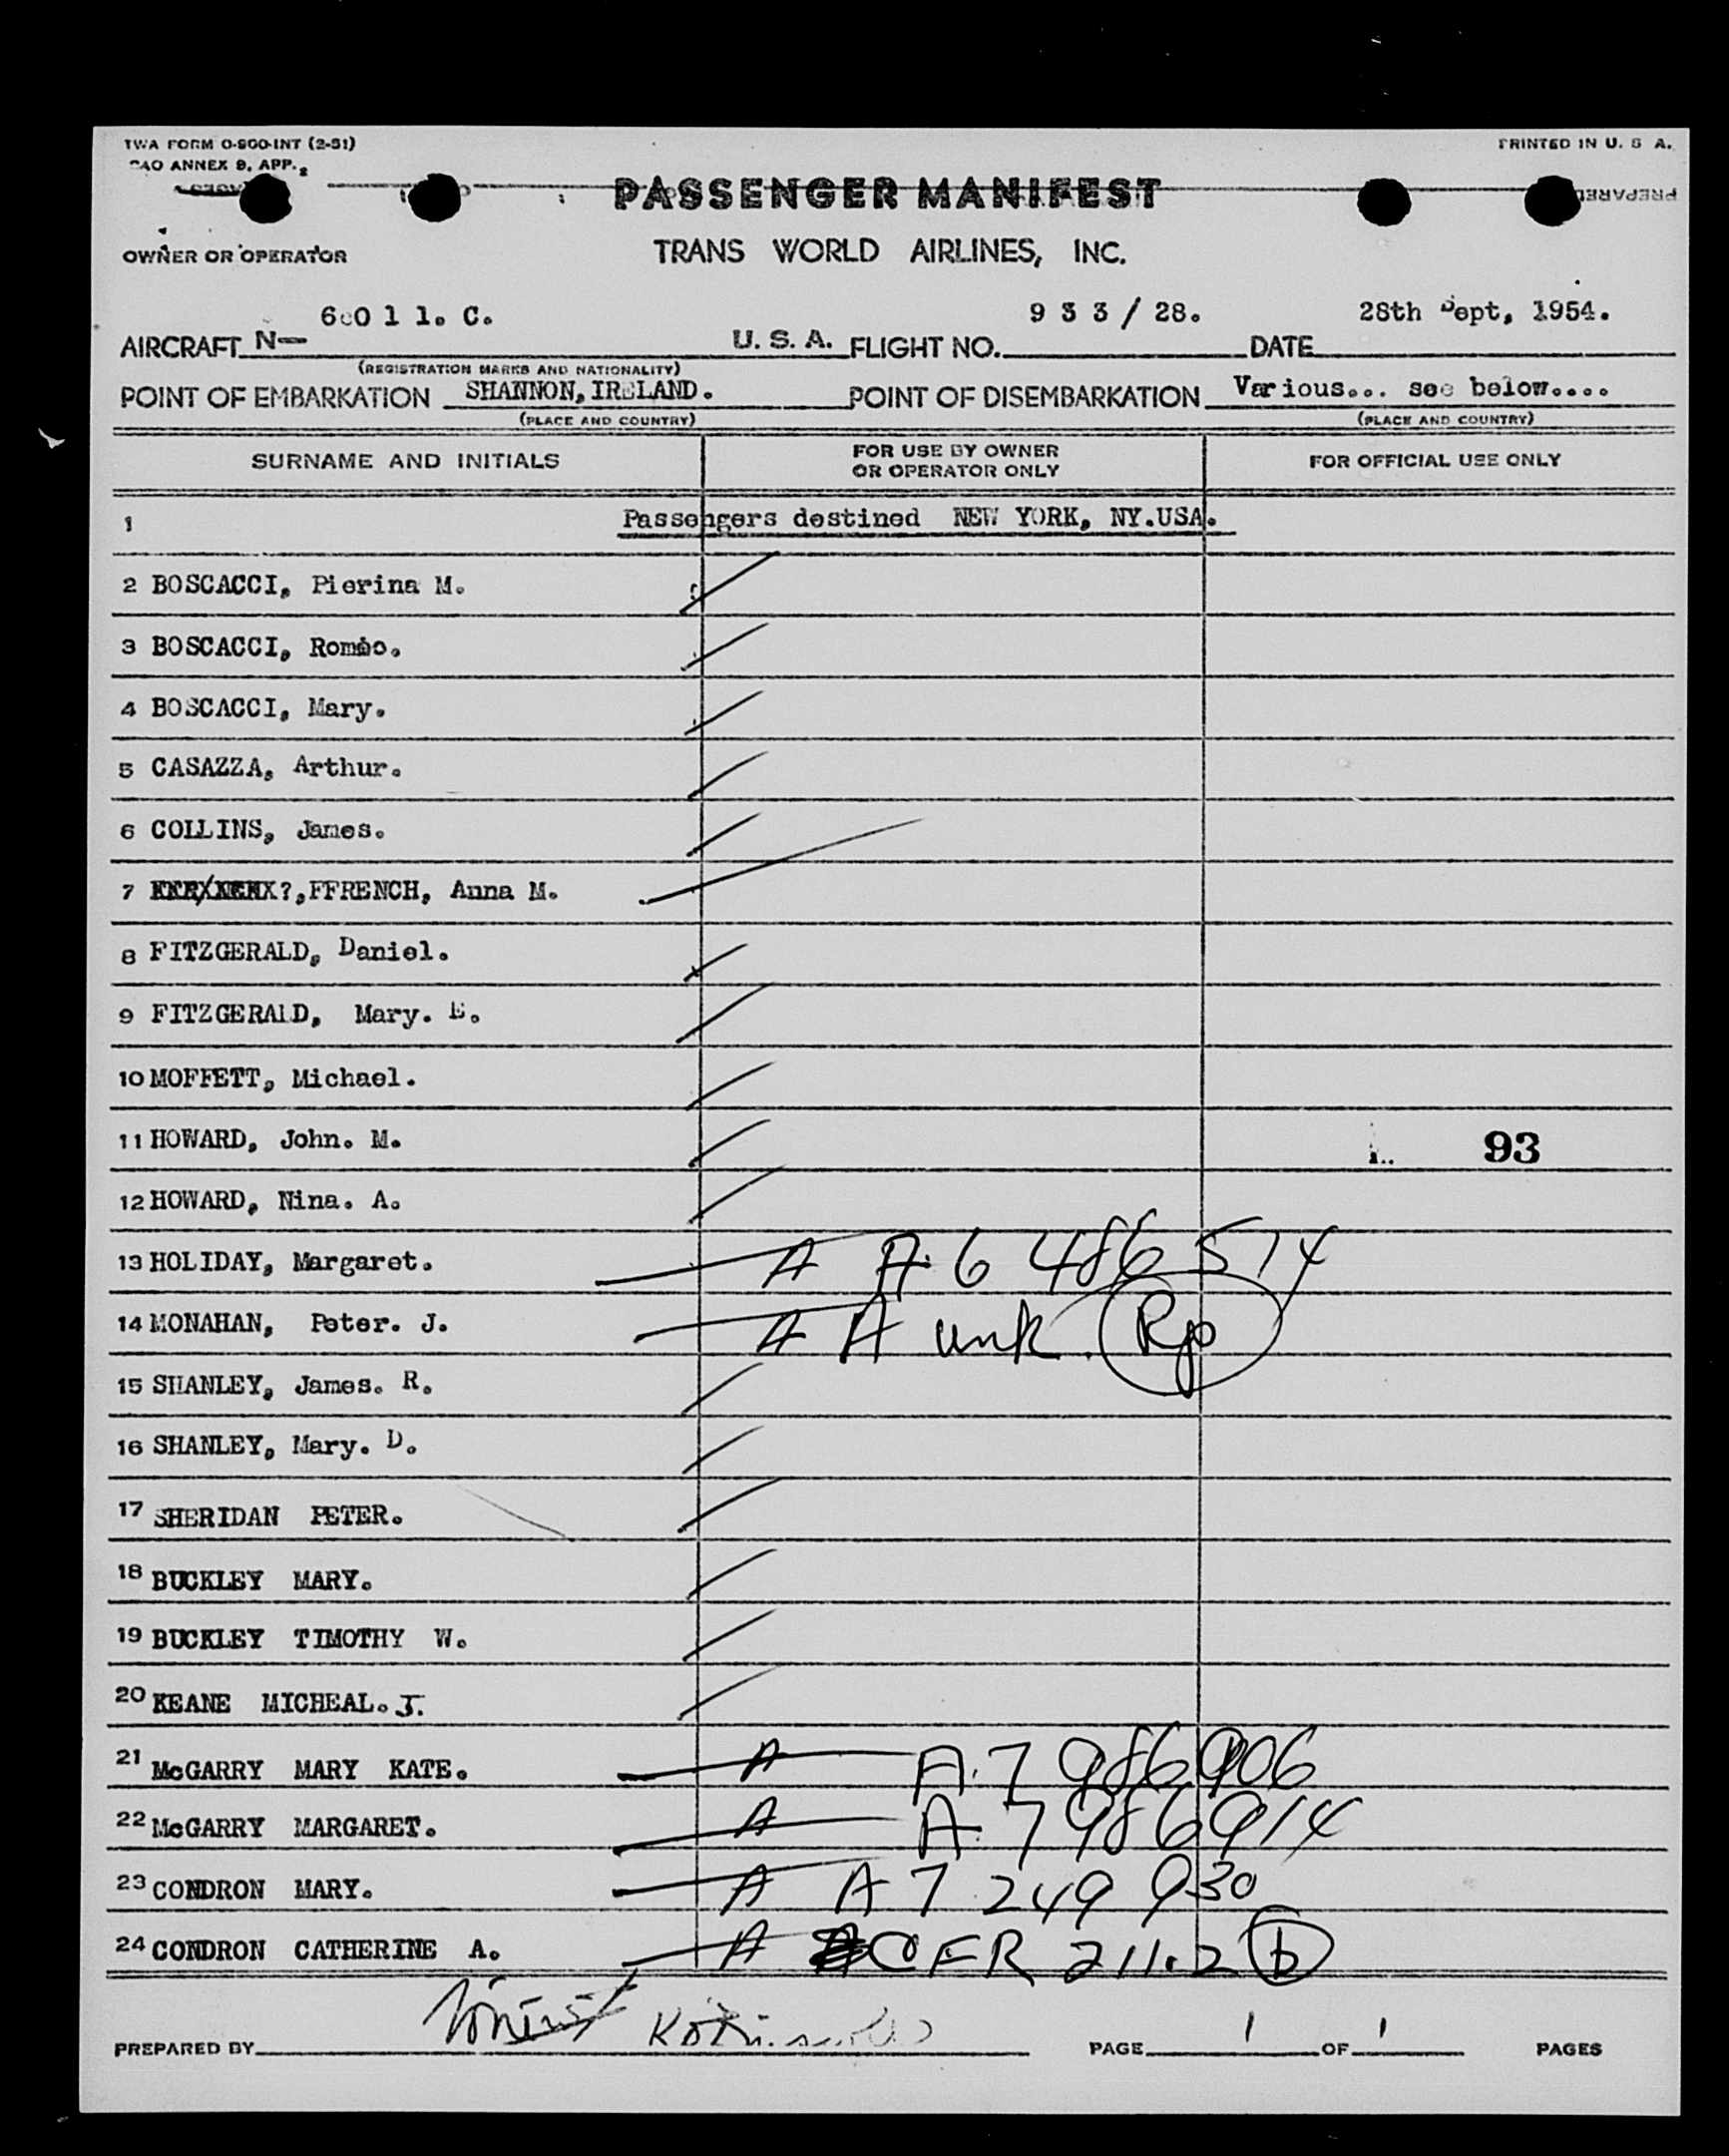 TWA FORM O-900-INT (2-51)
PRINTED IN U. S. A.
CAO ANNEX 9, APP. 2
PASSENGER MANIFEST
OWNER OR OPERATOR TRANS WORLD AIRLINES, INC.
AIRCRAFT N- 6001 1. C. U. S. A. FLIGHT NO. 933/28. DATE 28th Sept, 1954.
(REGISTRATION MARKS AND NATIONALITY)
POINT OF EMBARKATION SHANNON, IRELAND. POINT OF DISEMBARKATION Various... see below....
(PLACE AND COUNTRY) (PLACE AND COUNTRY)
SURNAME AND INITIALS FOR USE BY OWNER OR OPERATOR ONLY FOR OFFICIAL USE ONLY
1 Passengers destined NEW YORK, NY.USA.
2 BOSCACCI, Pierina M.
3 BOSCACCI, Romeo.
4 BOSCACCI, Mary.
5 CASAZZA, Arthur.
6 COLLINS, James.
7 ?,FFRENCH, Anna M.
8 FITZGERALD, Daniel.
9 FITZGERALD, Mary. E.
10 MOFFETT, Michael.
11 HOWARD, John. M. 93
12 HOWARD, Nina. A.
13 HOLIDAY, Margaret. A A 6 486 514
14 MONAHAN, Peter. J. A A unk. Rp
15 SHANLEY, James. R.
16 SHANLEY, Mary. D.
17 SHERIDAN PETER.
18 BUCKLEY MARY.
19 BUCKLEY TIMOTHY W.
20 KEANE MICHEAL. J.
21 McGARRY MARY KATE. A A.7 986 906
22 McGARRY MARGARET. A A.7 986 914
23 CONDRON MARY. A A 7 249 930
24 CONDRON CATHERINE A. A CFR 211.2 b
PREPARED BY PAGE 1 OF 1 PAGES